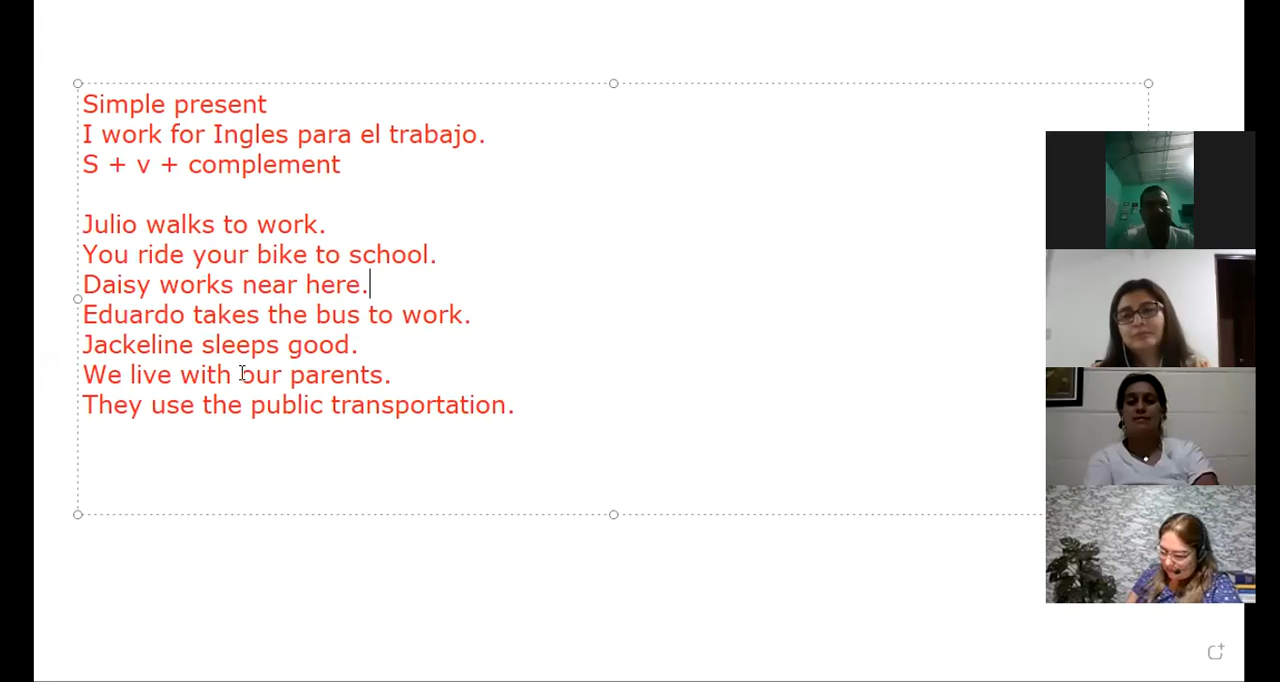 Simple present
I work for Ingles para el trabajo.
S + v + complement
Julio walks to work.
You ride your bike to school.
Daisy works near here.
Eduardo takes the bus to work.
Jackeline sleeps good.
We live with our parents.
They use the public transportation.